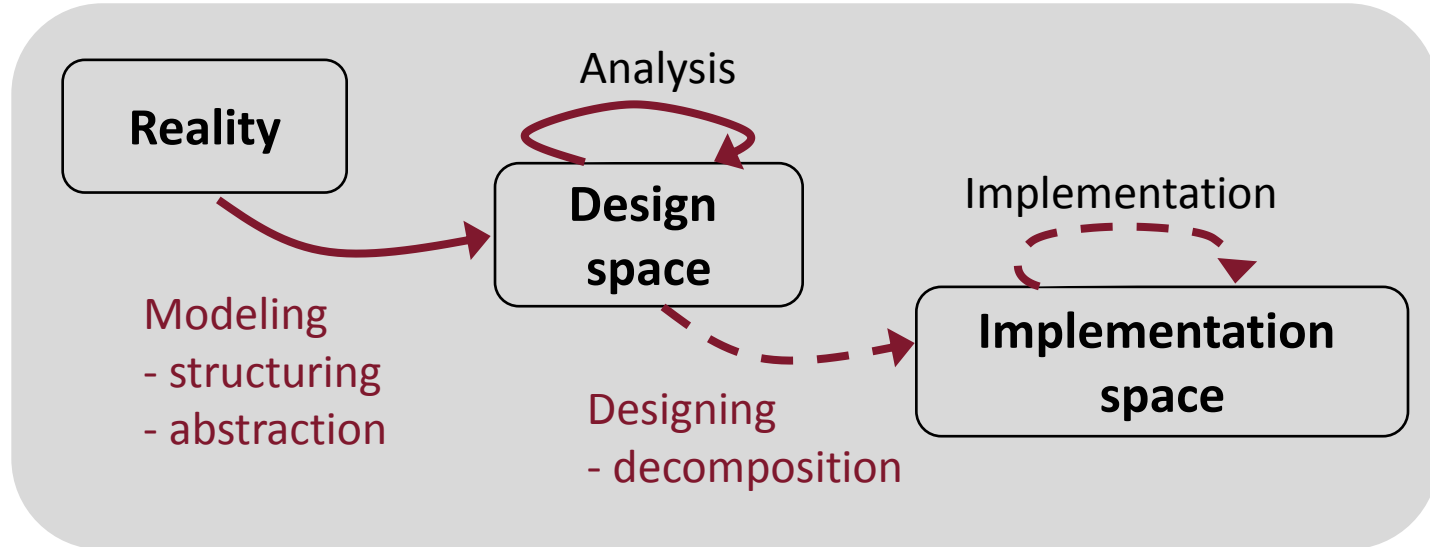 Reality
Analysis
Design
space
Modeling
- structuring
- abstraction
Implementation
Implementation
space
Designing
- decomposition